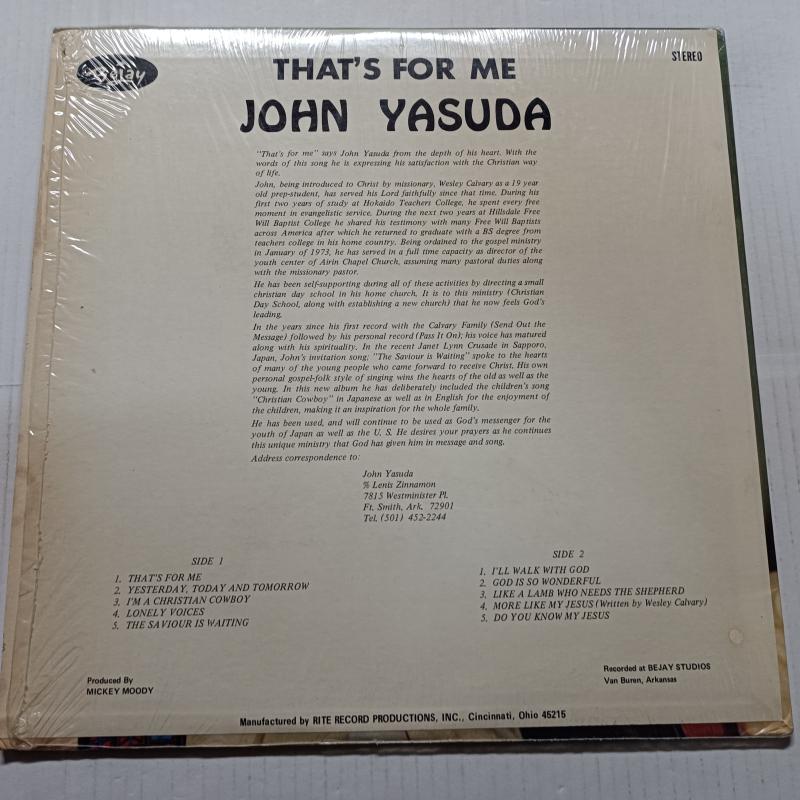 Bejay
STEREO
THAT'S FOR ME
JOHN YASUDA
"That's for me" says John Yasuda from the depth of his heart. With the
words of this song he is expressing his satisfaction with the Christian way
of life.
John, being introduced to Christ by missionary, Wesley Calvary as a 19 year
old prep-student, has served his Lord faithfully since that time. During his
first two years of study at Hokaido Teachers College, he spent every free
moment in evangelistic service. During the next two years at Hillsdale Free
Will Baptist College he shared his testimony with many Free Will Baptists
across America after which he returned to graduate with a BS degree from
teachers college in his home country. Being ordained to the gospel ministry
in January of 1973, he has served in a full time capacity as director of the
youth center of Airin Chapel Church, assuming many pastoral duties along
with the missionary pastor.
He has been self-supporting during all of these activities by directing a small
christian day school in his home church. It is to this ministry (Christian
Day School, along with establishing a new church) that he now feels God's
leading.
In the years since his first record with the Calvary Family (Send Out the
Message) followed by his personal record (Pass It On); his voice has matured
along with his spirituality. In the recent Janet Lynn Crusade in Sapporo,
Japan, John's invitation song; "The Saviour is Waiting" spoke to the hearts
of many of the young people who came forward to receive Christ. His own
personal gospel-folk style of singing wins the hearts of the old as well as the
young. In this new album he has deliberately included the children's song
"Christian Cowboy" in Japanese as well as in English for the enjoyment of
the children, making it an inspiration for the whole family.
He has been used, and will continue to be used as God's messenger for the
youth of Japan as well as the U. S. He desires your prayers as he continues
this unique ministry that God has given him in message and song.
Address correspondence to:
John Yasuda
% Lenis Zinnamon
7815 Westminister Pl.
Ft. Smith, Ark. 72901
Tel. (501) 452-2244
SIDE 1
1. THAT'S FOR ME
2. YESTERDAY, TODAY AND TOMORROW
3. I'M A CHRISTIAN COWBOY
4. LONELY VOICES
5. THE SAVIOUR IS WAITING
SIDE 2
1. I'LL WALK WITH GOD
2. GOD IS SO WONDERFUL
3. LIKE A LAMB WHO NEEDS THE SHEPHERD
4. MORE LIKE MY JESUS (Written by Wesley Calvary)
5. DO YOU KNOW MY JESUS
Produced By
MICKEY MOODY
Recorded at BEJAY STUDIOS
Van Buren, Arkansas
Manufactured by RITE RECORD PRODUCTIONS, INC., Cincinnati, Ohio 45215